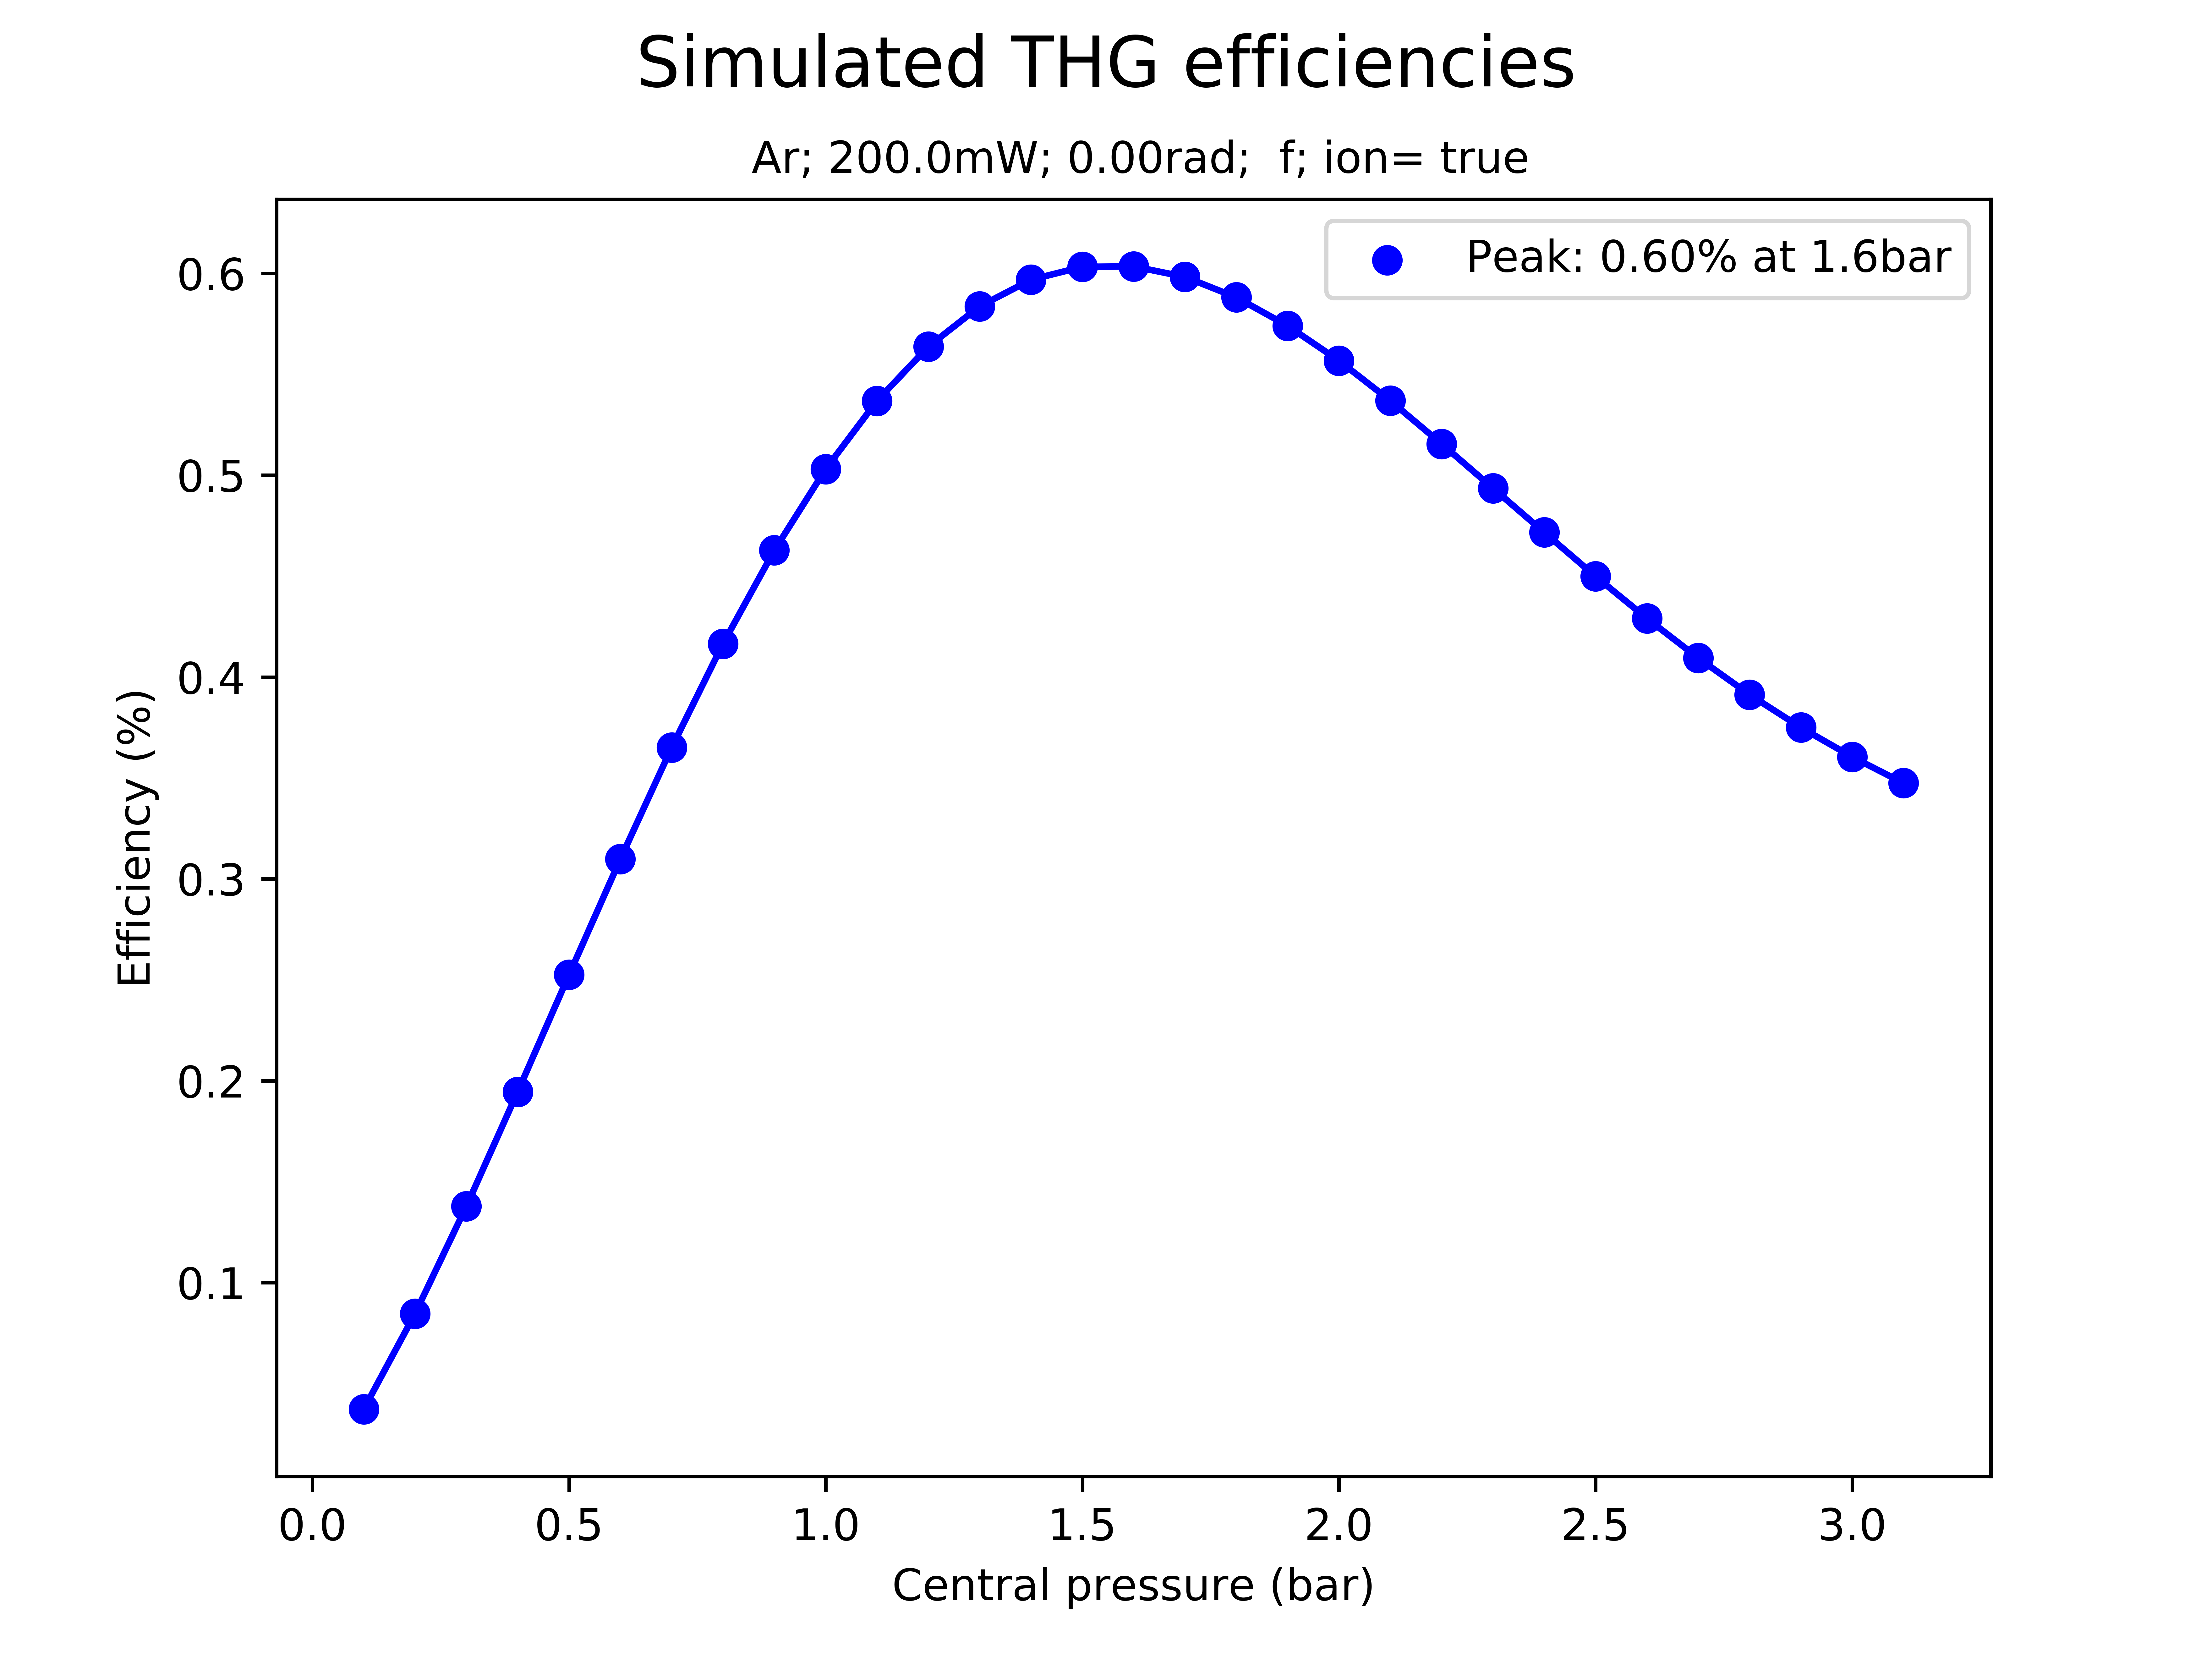 Simulated THG efficiencies
Ar; 200.0mW; 0.00rad;  f; ion= true
Peak: 0.60% at 1.6bar
Efficiency (%)
0.6
0.5
0.4
0.3
0.2
0.1
0.0 0.5 1.0 1.5 2.0 2.5 3.0
Central pressure (bar)